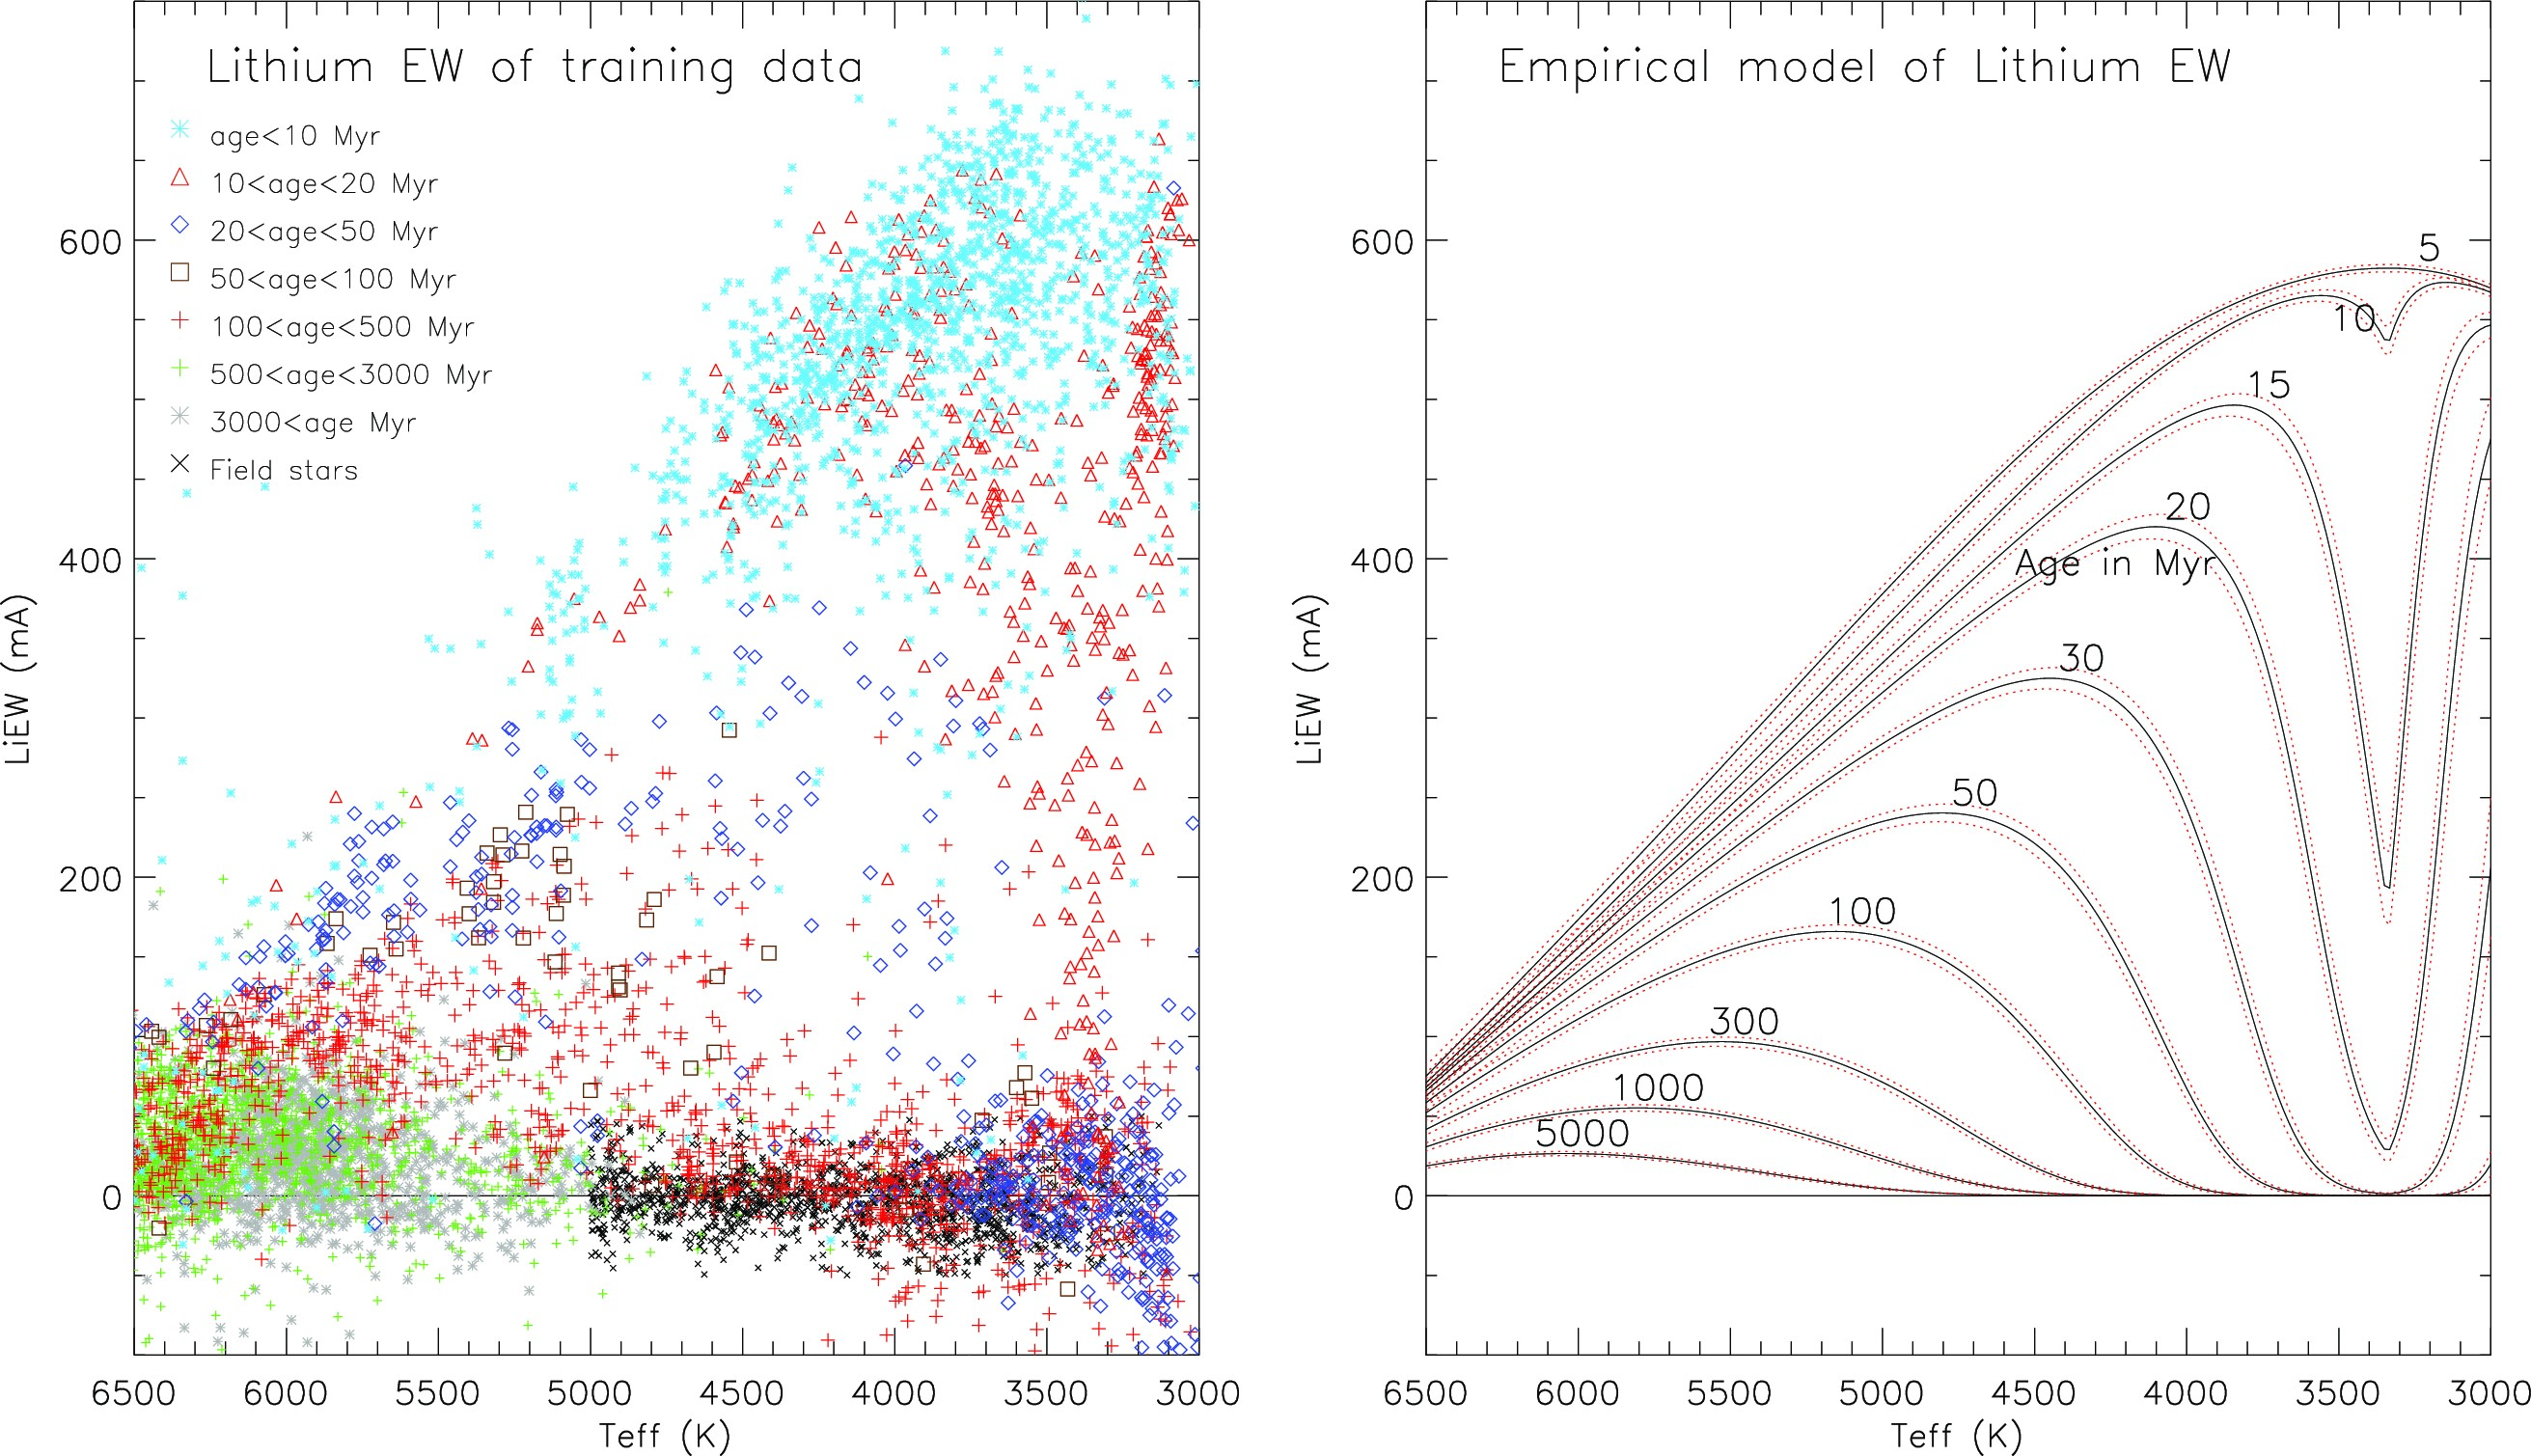 Lithium EW of training data
age<10 Myr
10<age<20 Myr
20<age<50 Myr
50<age<100 Myr
100<age<500 Myr
500<age<3000 Myr
3000<age Myr
Field stars
600
400
200
0
LiEW (mA)
6500 6000 5500 5000 4500 4000 3500 3000
Teff (K)
Empirical model of Lithium EW
5
10
15
20
Age in Myr
30
50
100
300
1000
5000
600
400
200
0
LiEW (mA)
6500 6000 5500 5000 4500 4000 3500 3000
Teff (K)